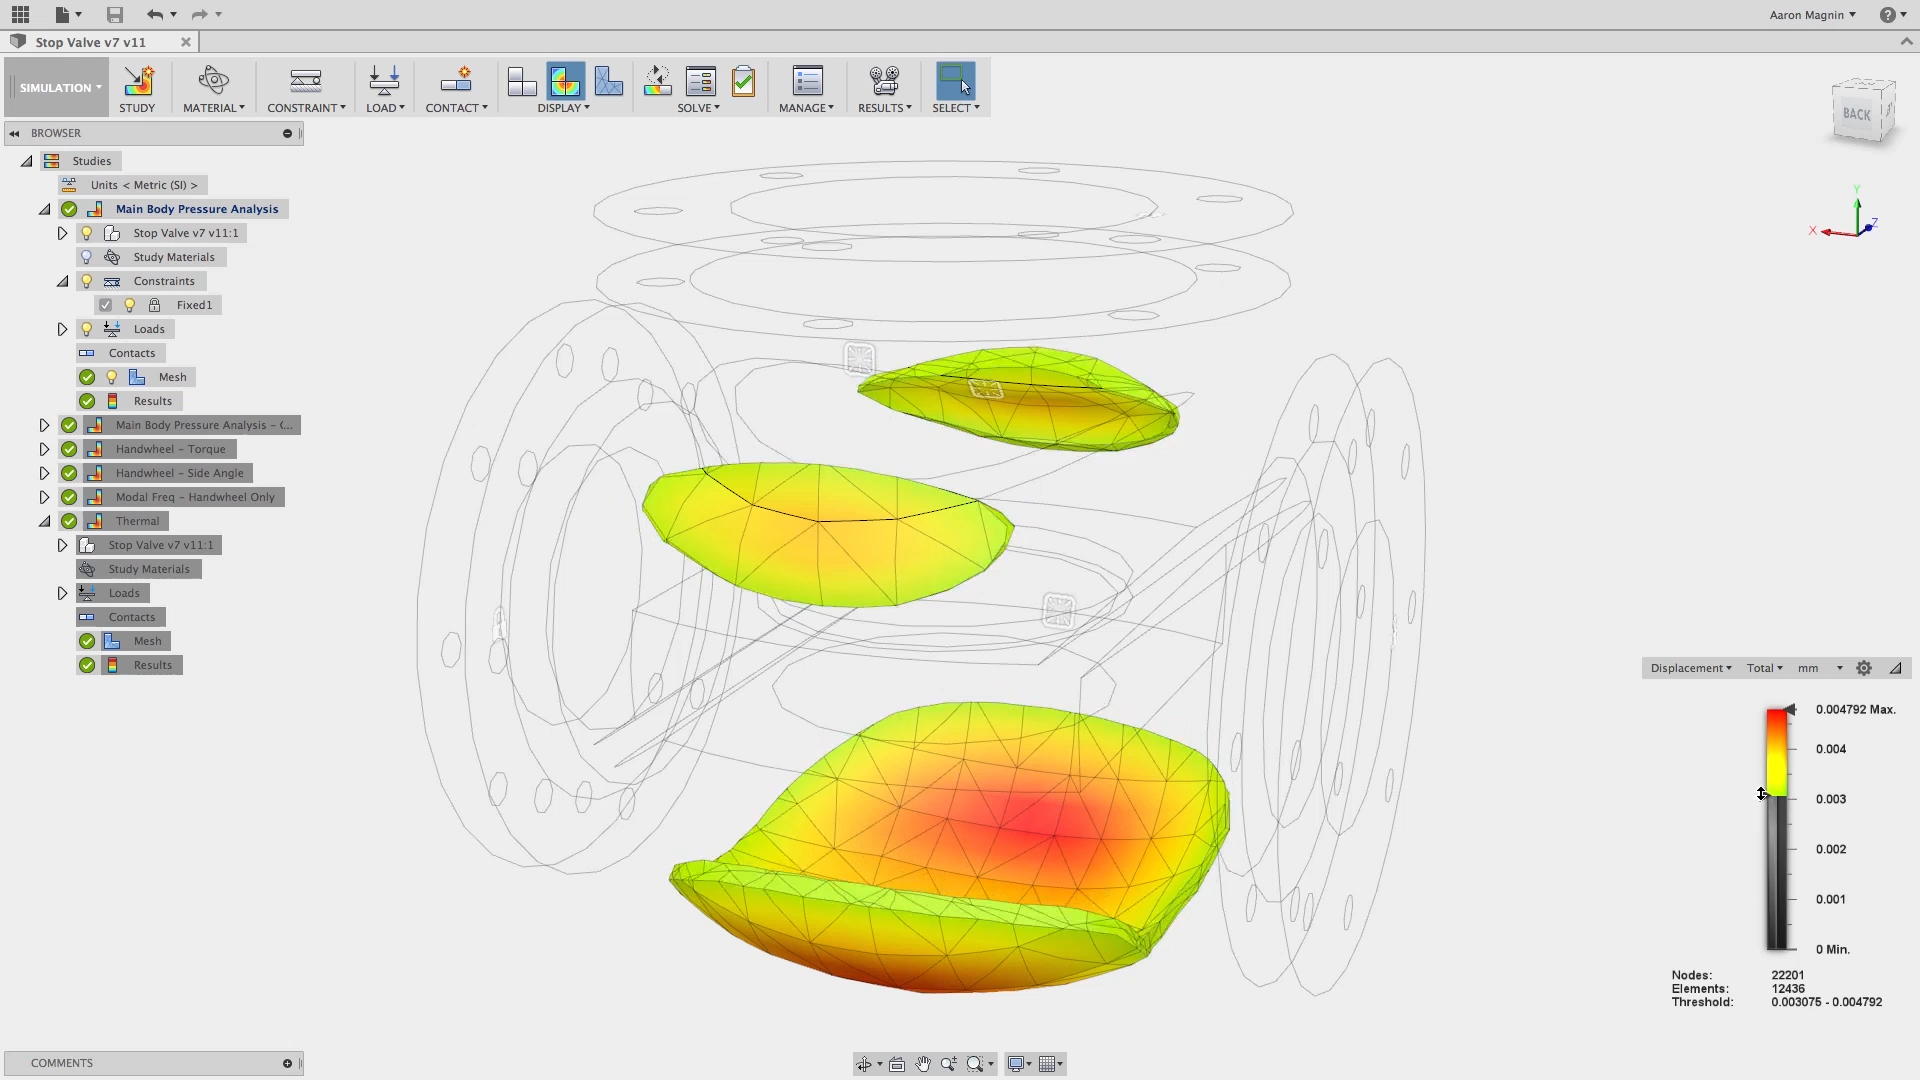 Aaron Magnin
Stop Valve v7 v11
SIMULATION
STUDY
MATERIAL
CONSTRAINT
LOAD
CONTACT
DISPLAY
SOLVE
MANAGE
RESULTS
SELECT
BACK
BROWSER
Studies
Units < Metric (SI) >
Main Body Pressure Analysis
Stop Valve v7 v11:1
Study Materials
Constraints
Fixed1
Loads
Contacts
Mesh
Results
Main Body Pressure Analysis - (...
Handwheel - Torque
Handwheel - Side Angle
Modal Freq - Handwheel Only
Thermal
Stop Valve v7 v11:1
Study Materials
Loads
Contacts
Mesh
Results
Y
X
Z
Displacement Total mm
0.004792 Max.
0.004
0.003
0.002
0.001
0 Min.
Nodes: 22201
Elements: 12436
Threshold: 0.003075 - 0.004792
COMMENTS